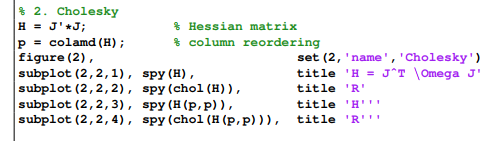 % 2. Cholesky
H = J'*J; % Hessian matrix
p = colamd(H); % column reordering
figure(2), set(2,'name','Cholesky')
subplot(2,2,1), spy(H), title 'H = J^T \Omega J'
subplot(2,2,2), spy(chol(H)), title 'R'
subplot(2,2,3), spy(H(p,p)), title 'H'''
subplot(2,2,4), spy(chol(H(p,p))), title 'R'''